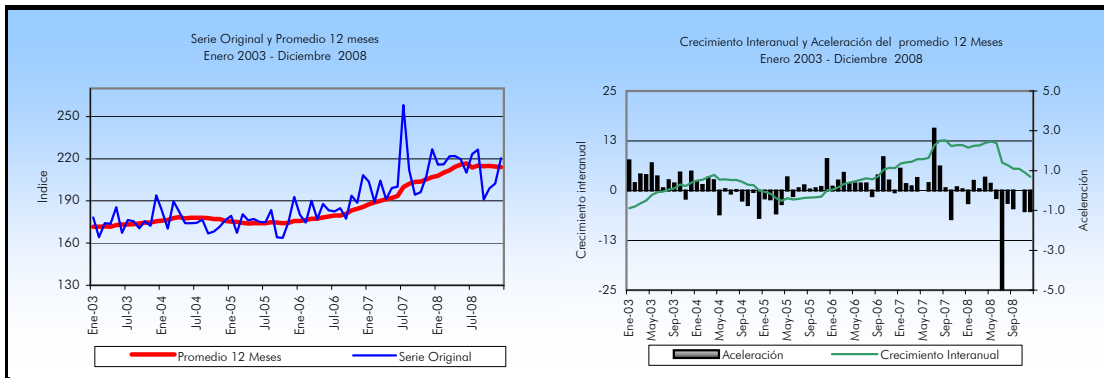 Serie Original y Promedio 12 meses
Enero 2003 - Diciembre 2008
Indice
250
220
190
160
130
Ene-03
Jul-03
Ene-04
Jul-04
Ene-05
Jul-05
Ene-06
Jul-06
Ene-07
Jul-07
Ene-08
Jul-08
Promedio 12 Meses
Serie Original
Crecimiento Interanual y Aceleración del promedio 12 Meses
Enero 2003 - Diciembre 2008
Crecimiento interanual
25
13
0
-13
-25
5.0
3.0
1.0
-1.0
-3.0
-5.0
Aceleración
Ene-03
May-03
Sep-03
Ene-04
May-04
Sep-04
Ene-05
May-05
Sep-05
Ene-06
May-06
Sep-06
Ene-07
May-07
Sep-07
Ene-08
May-08
Sep-08
Aceleración
Crecimiento Interanual